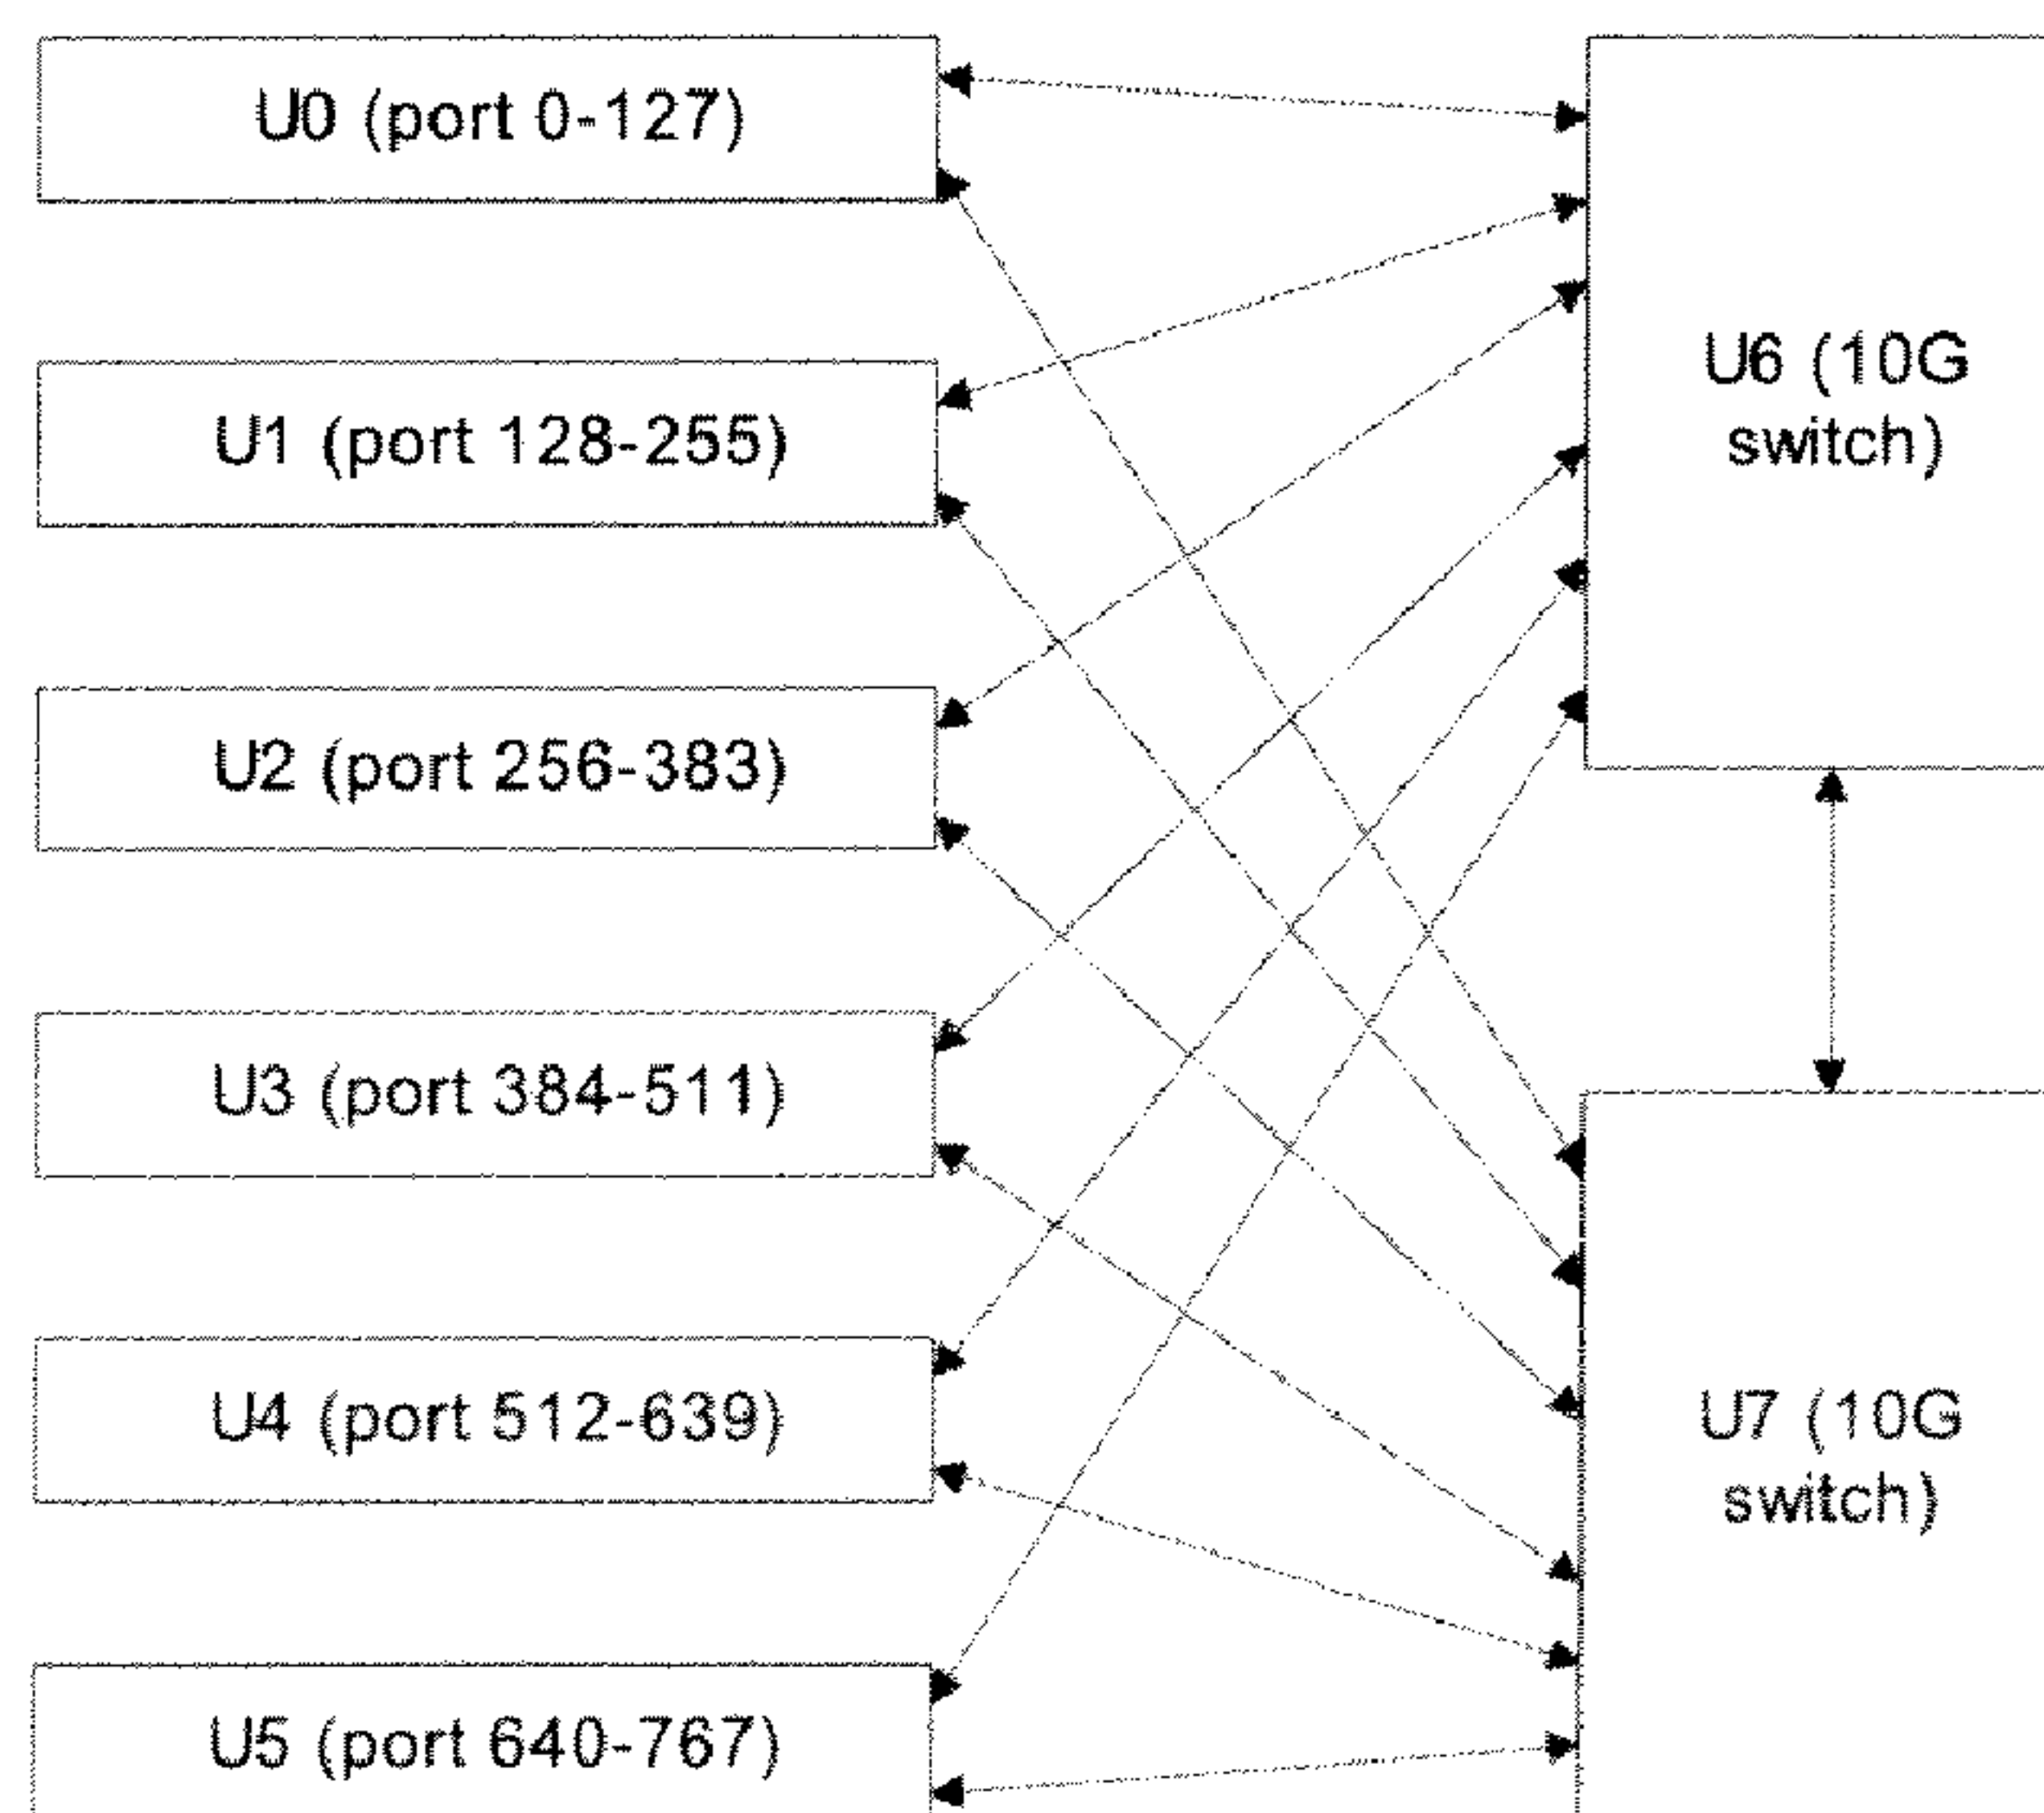 U0 (port 0-127)
U1 (port 128-255)
U2 (port 256-383)
U3 (port 384-511)
U4 (port 512-639)
U5 (port 640-767)
U6 (10G
switch)
U7 (10G
switch)